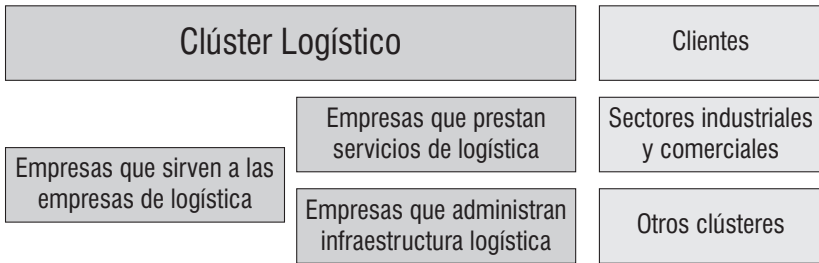 Clúster Logístico
Clientes
Empresas que sirven a las
empresas de logística
Empresas que prestan
servicios de logística
Empresas que administran
infraestructura logística
Sectores industriales
y comerciales
Otros clústeres